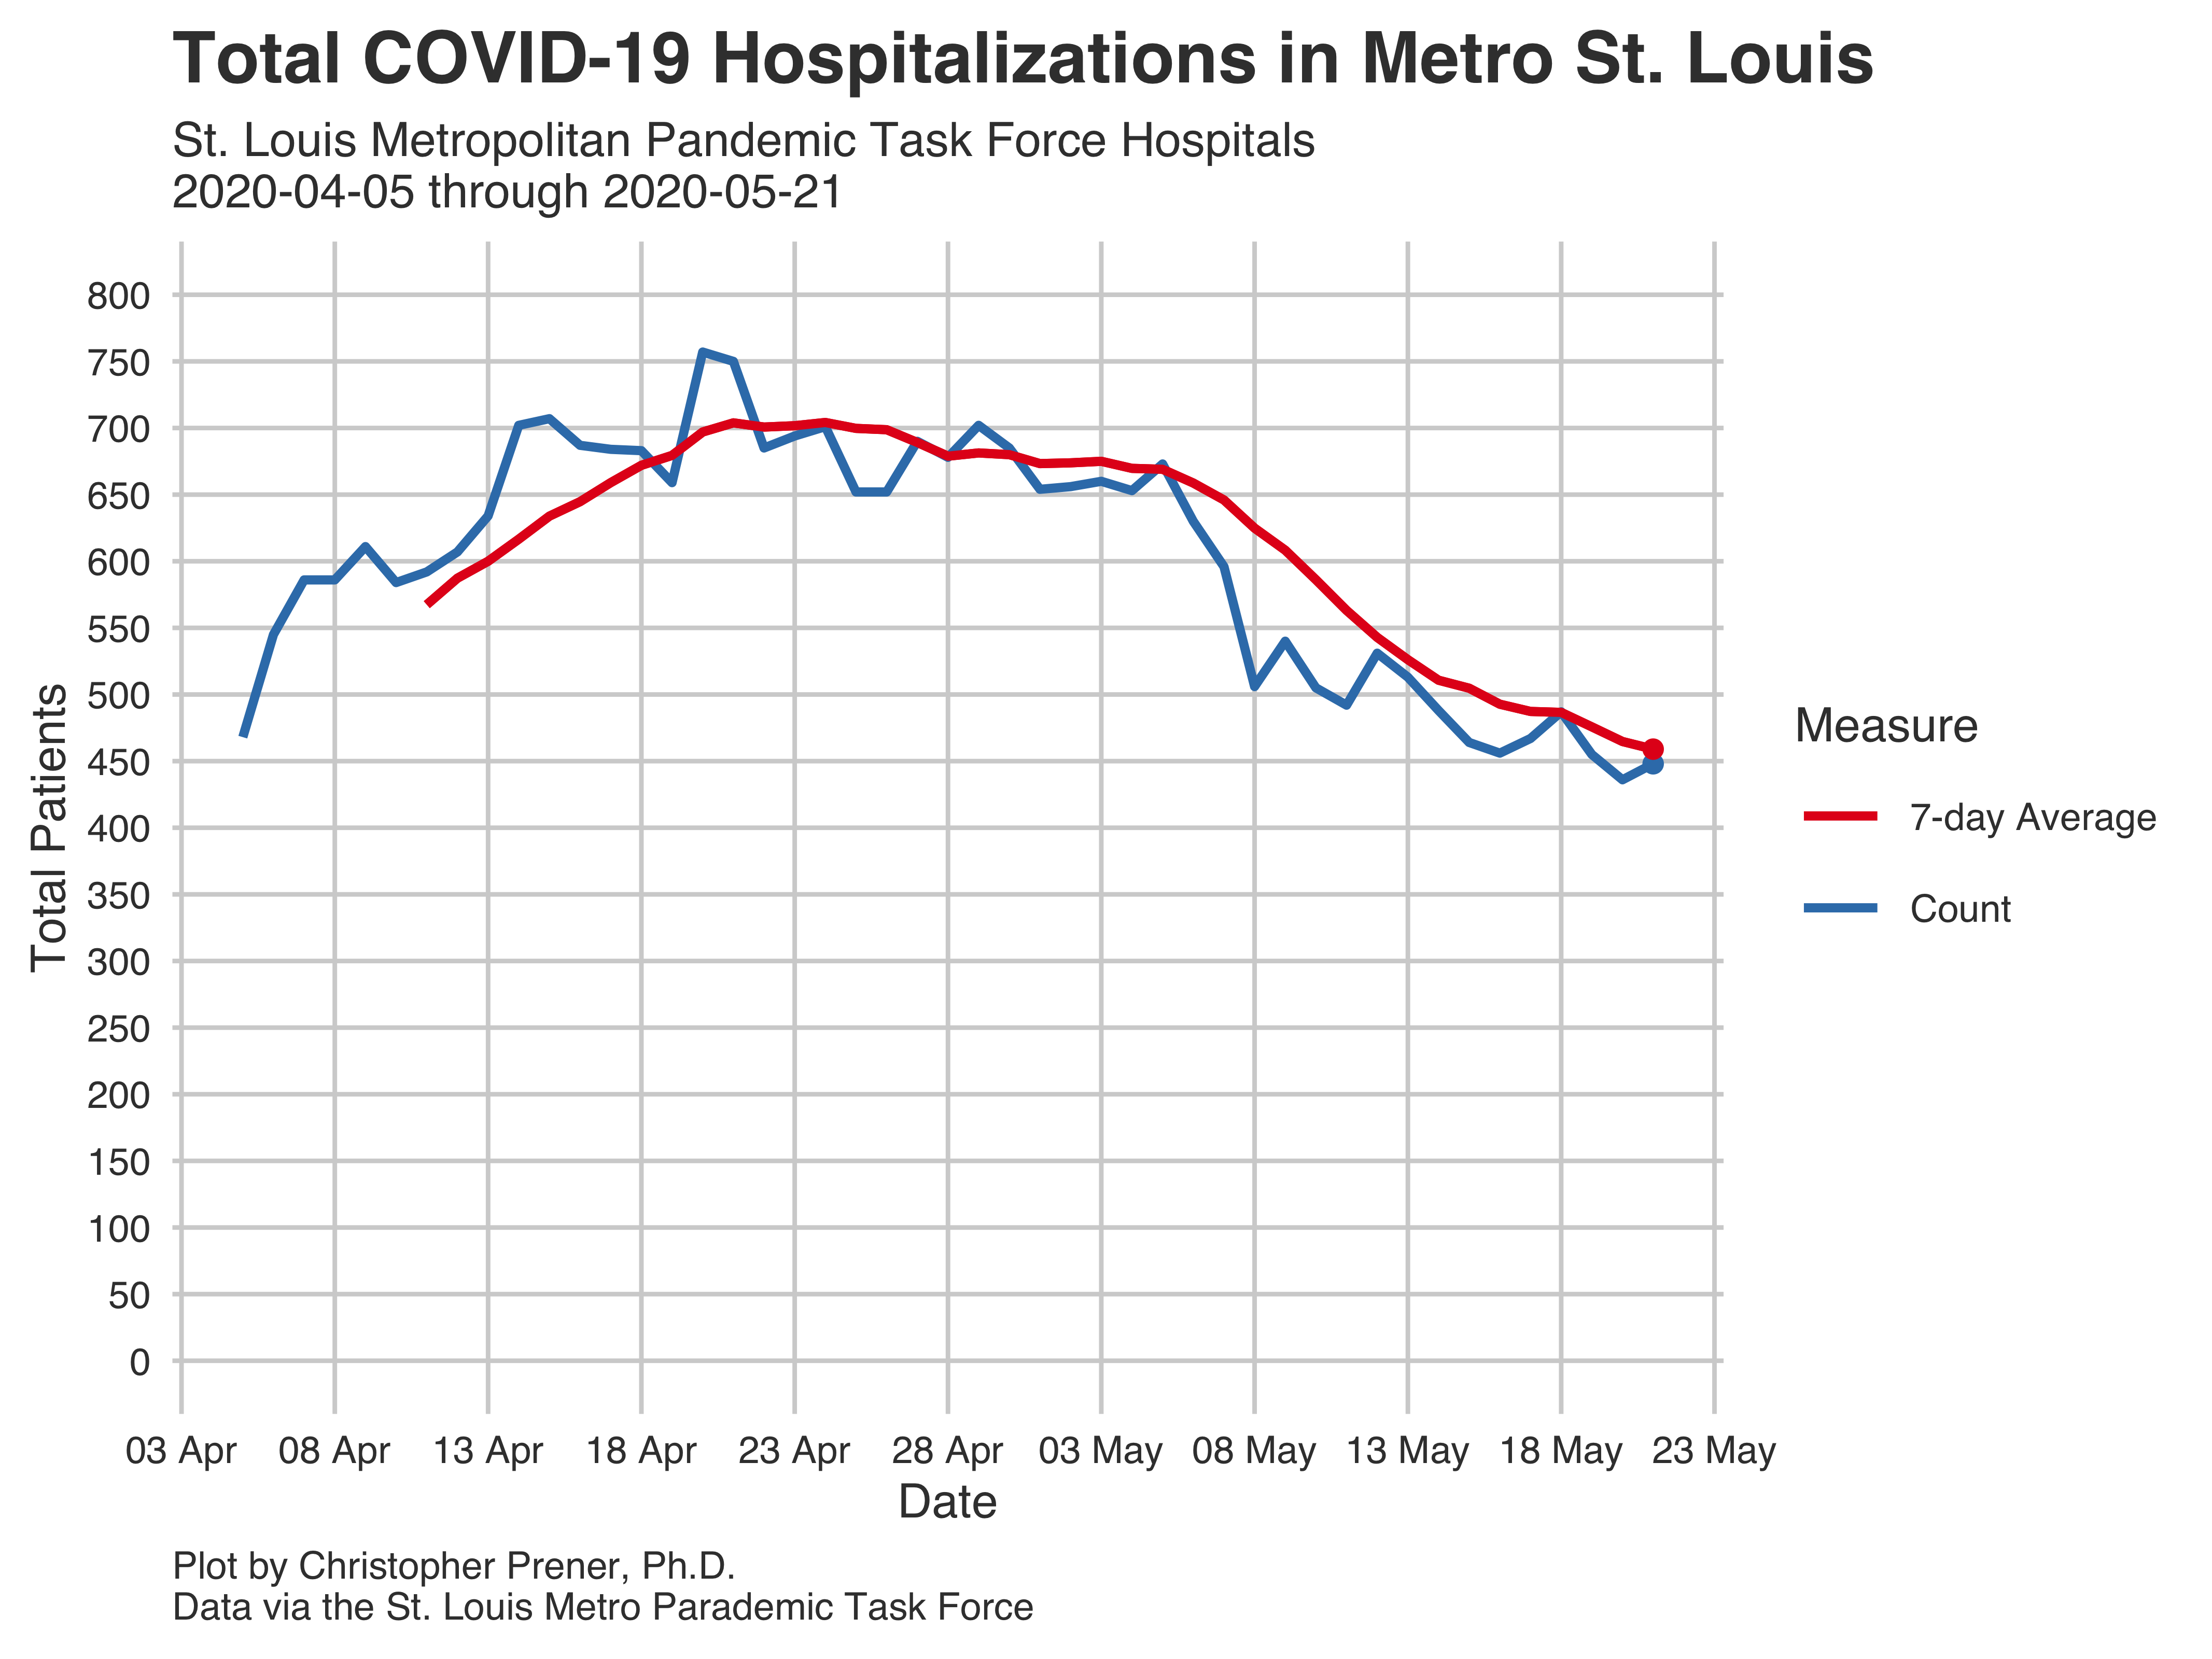 Total COVID-19 Hospitalizations in Metro St. Louis
St. Louis Metropolitan Pandemic Task Force Hospitals
2020-04-05 through 2020-05-21
Total Patients
800
750
700
650
600
550
500
450
400
350
300
250
200
150
100
50
0
03 Apr 08 Apr 13 Apr 18 Apr 23 Apr 28 Apr 03 May 08 May 13 May 18 May 23 May
Date
Measure
7-day Average
Count
Plot by Christopher Prener, Ph.D.
Data via the St. Louis Metro Parademic Task Force